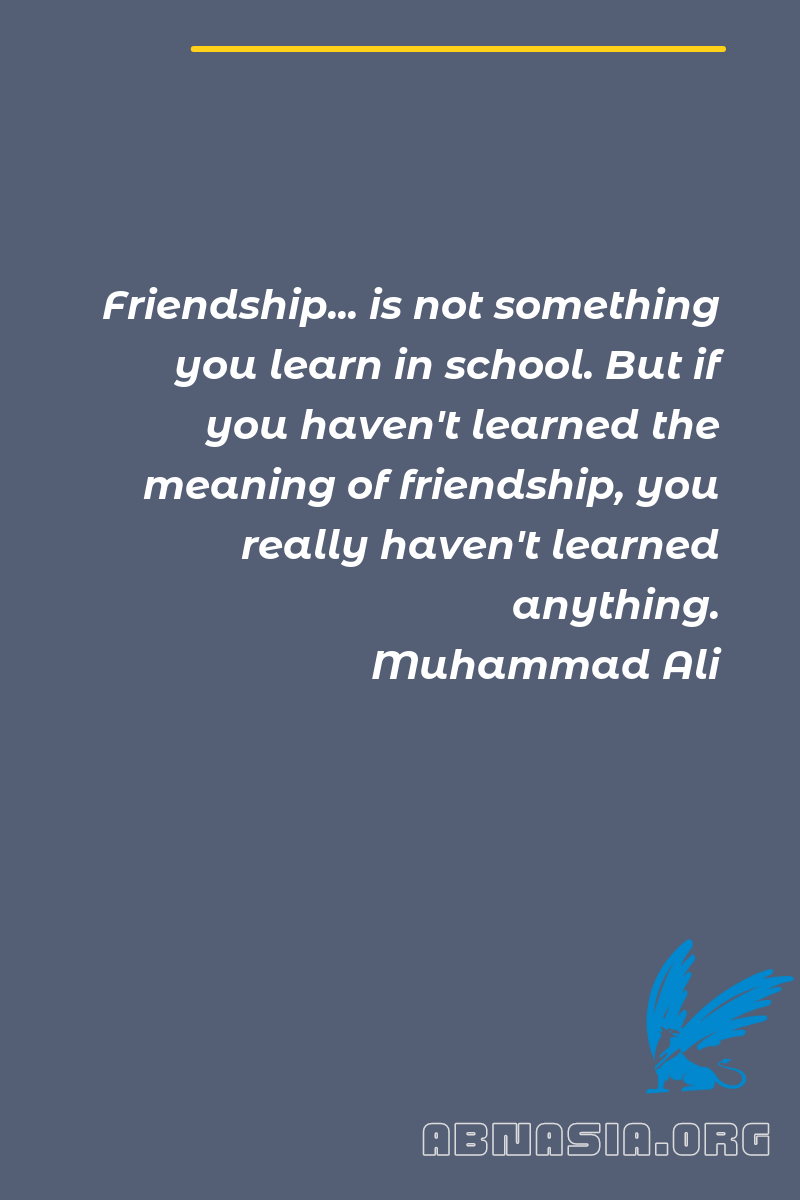 Friendship... is not something
you learn in school. But if
you haven't learned the
meaning of friendship, you
really haven't learned
anything.
Muhammad Ali
ABNASIA.ORG